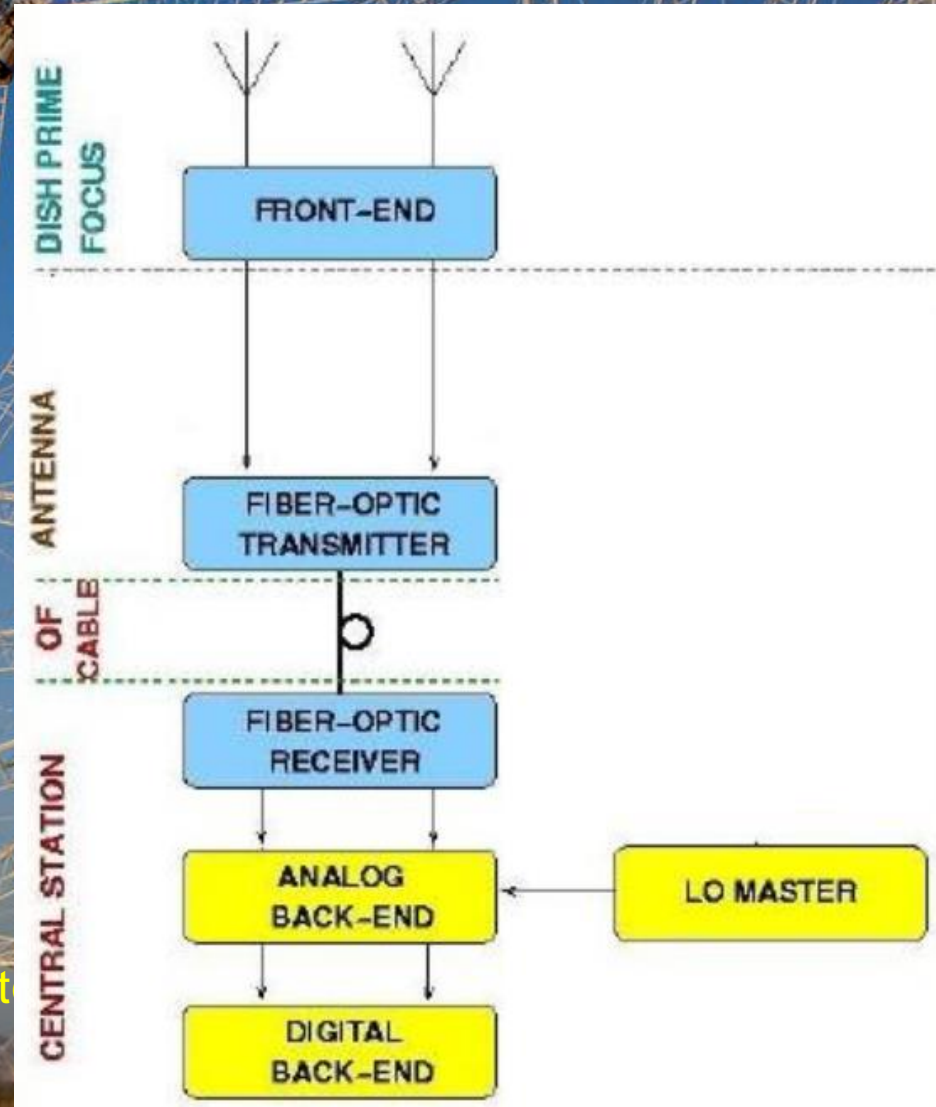 DISH PRIME
FOCUS
FRONT-END
ANTENNA
FIBER-OPTIC
TRANSMITTER
OF
CABLE
FIBER-OPTIC
RECEIVER
CENTRAL STATION
ANALOG
BACK-END
LO MASTER
DIGITAL
BACK-END